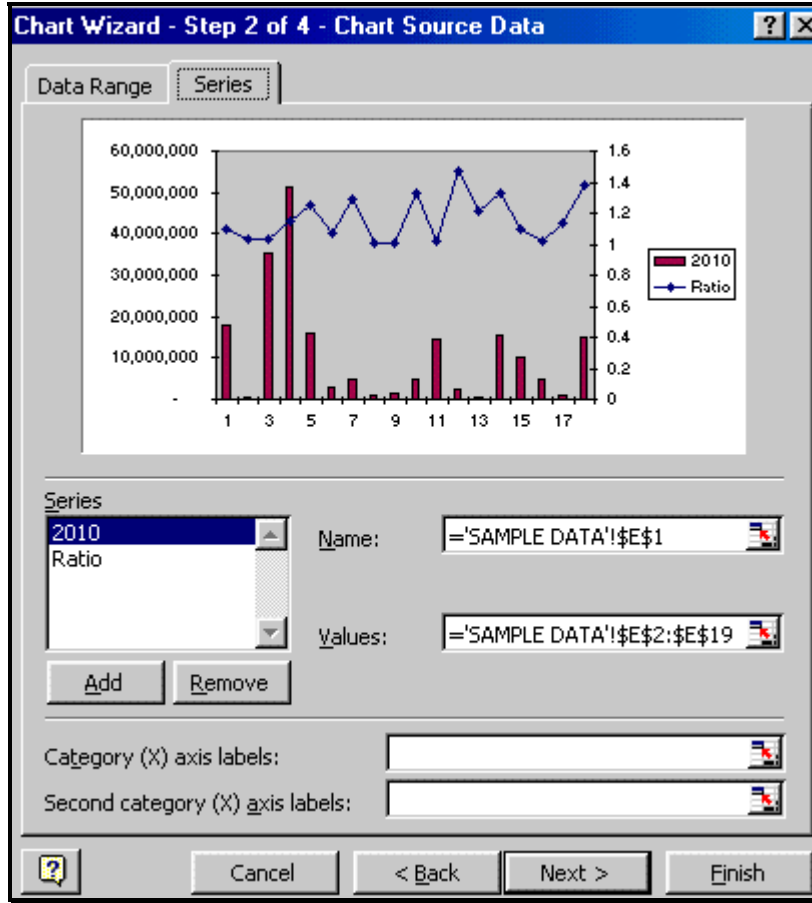 Chart Wizard - Step 2 of 4 - Chart Source Data
Data Range
Series
60,000,000
50,000,000
40,000,000
30,000,000
20,000,000
10,000,000
-
1.6
1.4
1.2
1
0.8
0.6
0.4
0.2
0
1 3 5 7 9 11 13 15 17
2010
Ratio
Series
2010
Ratio
Name: ='SAMPLE DATA'!$E$1
Values: ='SAMPLE DATA'!$E$2:$E$19
Add Remove
Category (X) axis labels:
Second category (X) axis labels:
Cancel < Back Next > Finish